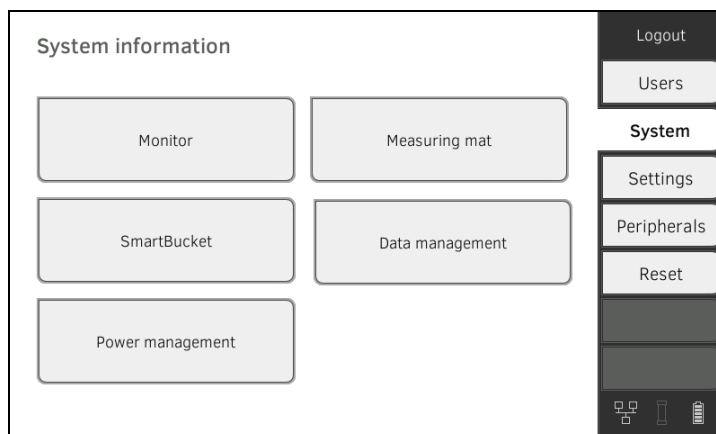 System information
Monitor
Measuring mat
SmartBucket
Data management
Power management
Logout
Users
System
Settings
Peripherals
Reset